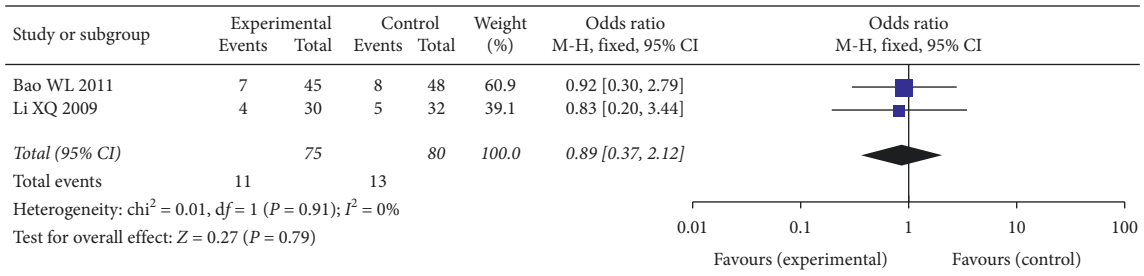 Study or subgroup Experimental Control Weight Odds ratio Odds ratio
Events Total Events Total (%) M-H, fixed, 95% CI M-H, fixed, 95% CI
Bao WL 2011 7 45 8 48 60.9 0.92 [0.30, 2.79]
Li XQ 2009 4 30 5 32 39.1 0.83 [0.20, 3.44]
Total (95% CI) 75 80 100.0 0.89 [0.37, 2.12]
Total events 11 13
Heterogeneity: chi² = 0.01, df = 1 (P = 0.91); I² = 0%
Test for overall effect: Z = 0.27 (P = 0.79)
0.01 0.1 1 10 100
Favours (experimental) Favours (control)